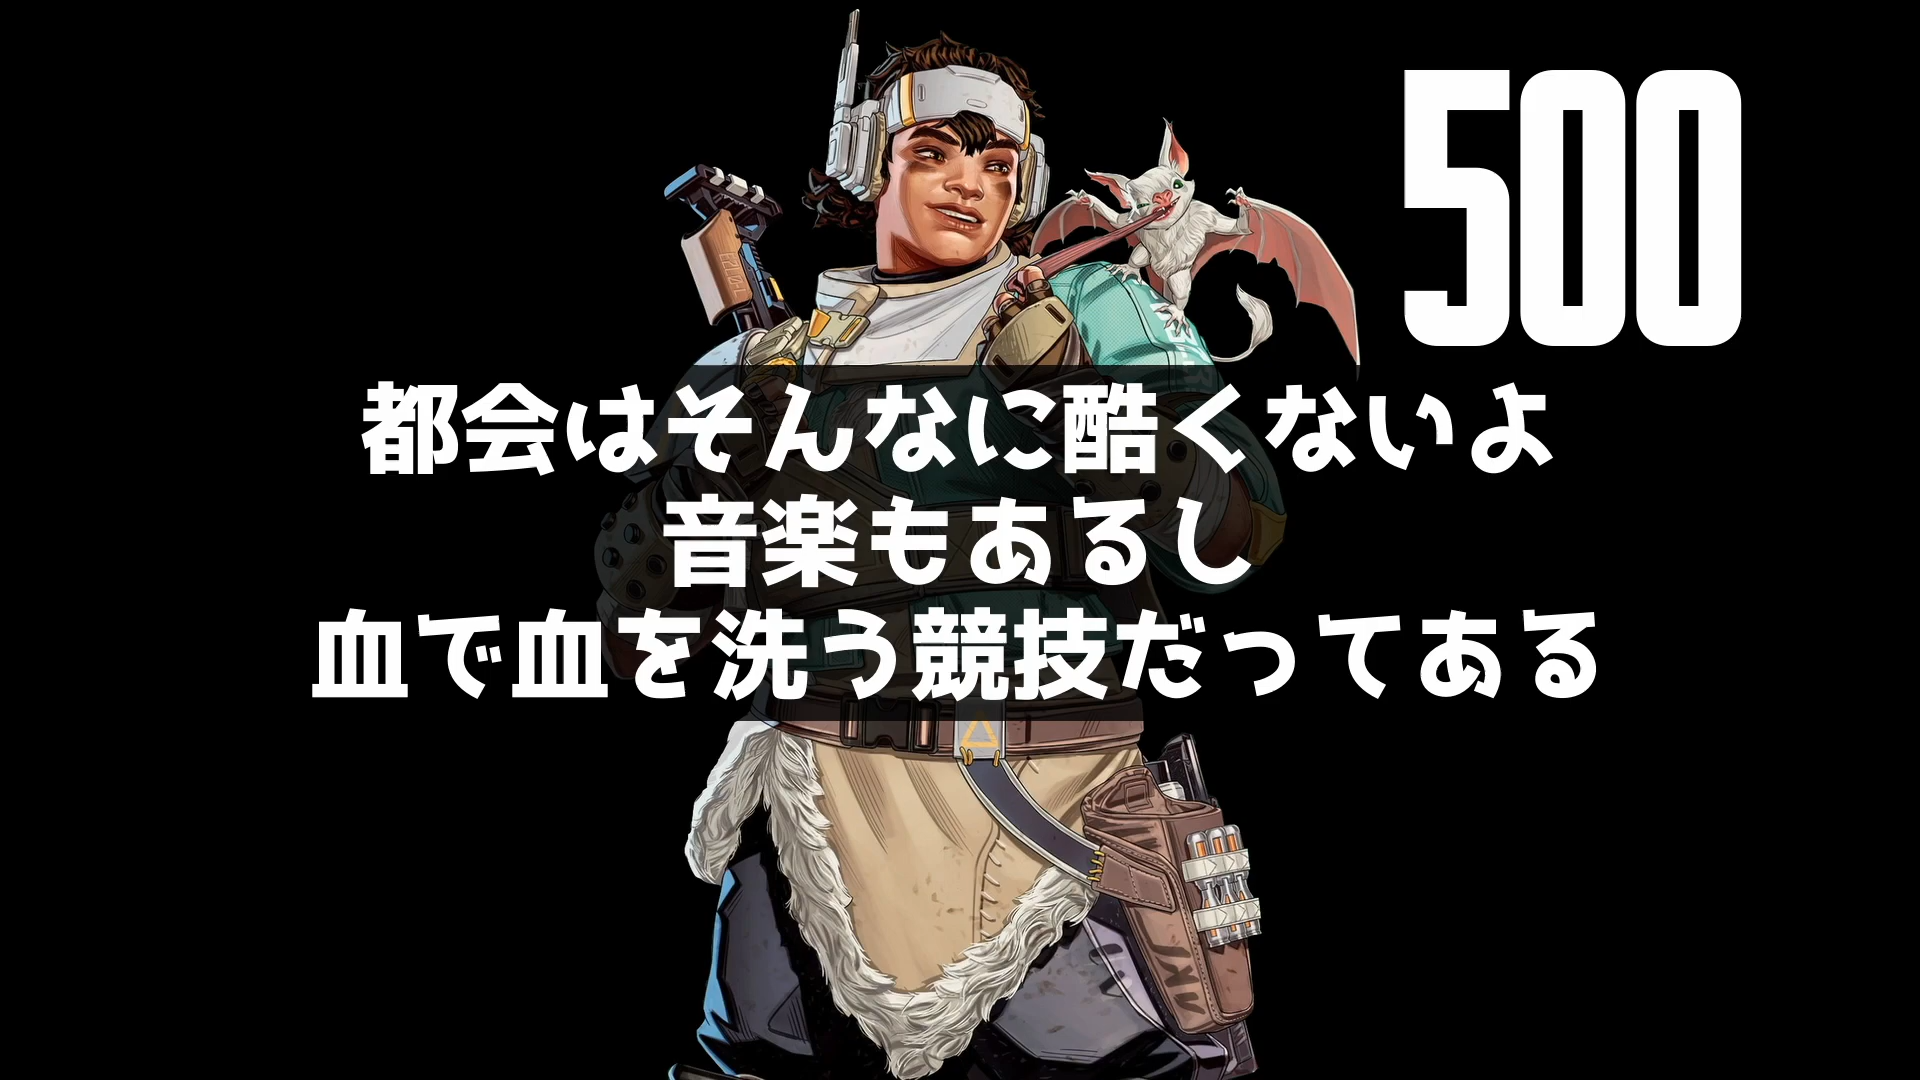 500
都会はそんなに酷くないよ
音楽もあるし
血で血を洗う競技だってある